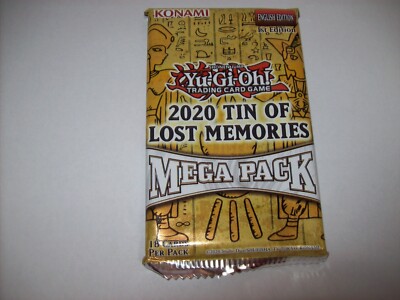 KONAMI
ENGLISH EDITION
1st Edition
Yu-Gi-Oh!
TRADING CARD GAME
2020 TIN OF
LOST MEMORIES
MEGA PACK
18 CARDS
PER PACK